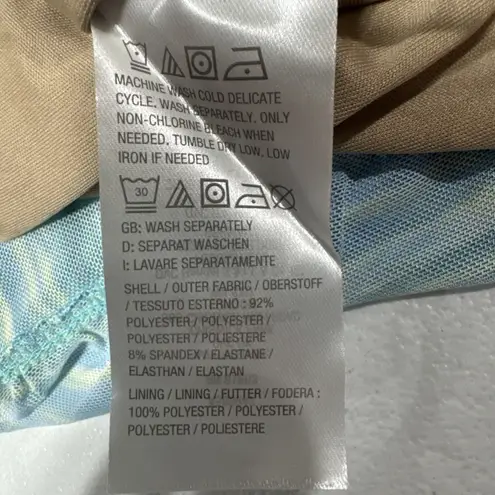 MACHINE WASH COLD DELICATE
CYCLE. WASH SEPARATELY. ONLY
NON-CHLORINE BLEACH WHEN
NEEDED. TUMBLE DRY LOW. LOW
IRON IF NEEDED
30
GB: WASH SEPARATELY
D: SEPARAT WASCHEN
I: LAVARE SEPARATAMENTE
SHELL / OUTER FABRIC / OBERSTOFF
/ TESSUTO ESTERNO : 92%
POLYESTER / POLYESTER /
POLYESTER / POLIESTERE
8% SPANDEX / ELASTANE /
ELASTHAN / ELASTAN
LINING / LINING / FUTTER / FODERA :
100% POLYESTER / POLYESTER /
POLYESTER / POLIESTERE